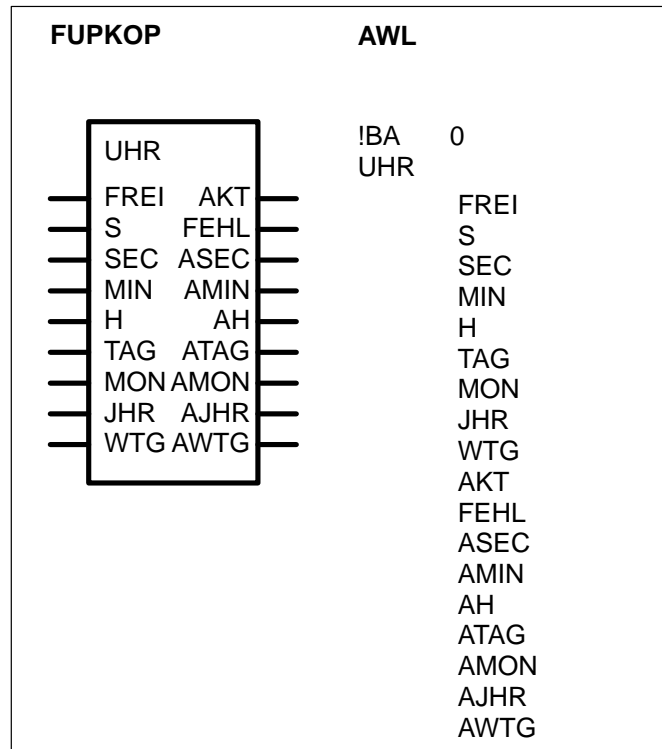 FUPKOP AWL
UHR
FREI AKT
S FEHL
SEC ASEC
MIN AMIN
H AH
TAG ATAG
MON AMON
JHR AJHR
WTG AWTG
!BA 0
UHR
FREI
S
SEC
MIN
H
TAG
MON
JHR
WTG
AKT
FEHL
ASEC
AMIN
AH
ATAG
AMON
AJHR
AWTG